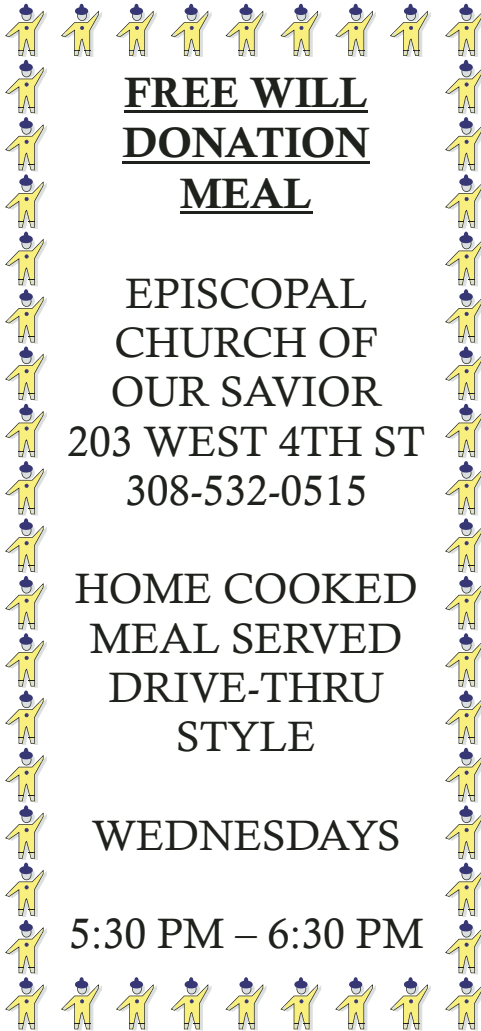 FREE WILL
DONATION
MEAL
EPISCOPAL
CHURCH OF
OUR SAVIOR
203 WEST 4TH ST
308-532-0515
HOME COOKED
MEAL SERVED
DRIVE-THRU
STYLE
WEDNESDAYS
5:30 PM – 6:30 PM